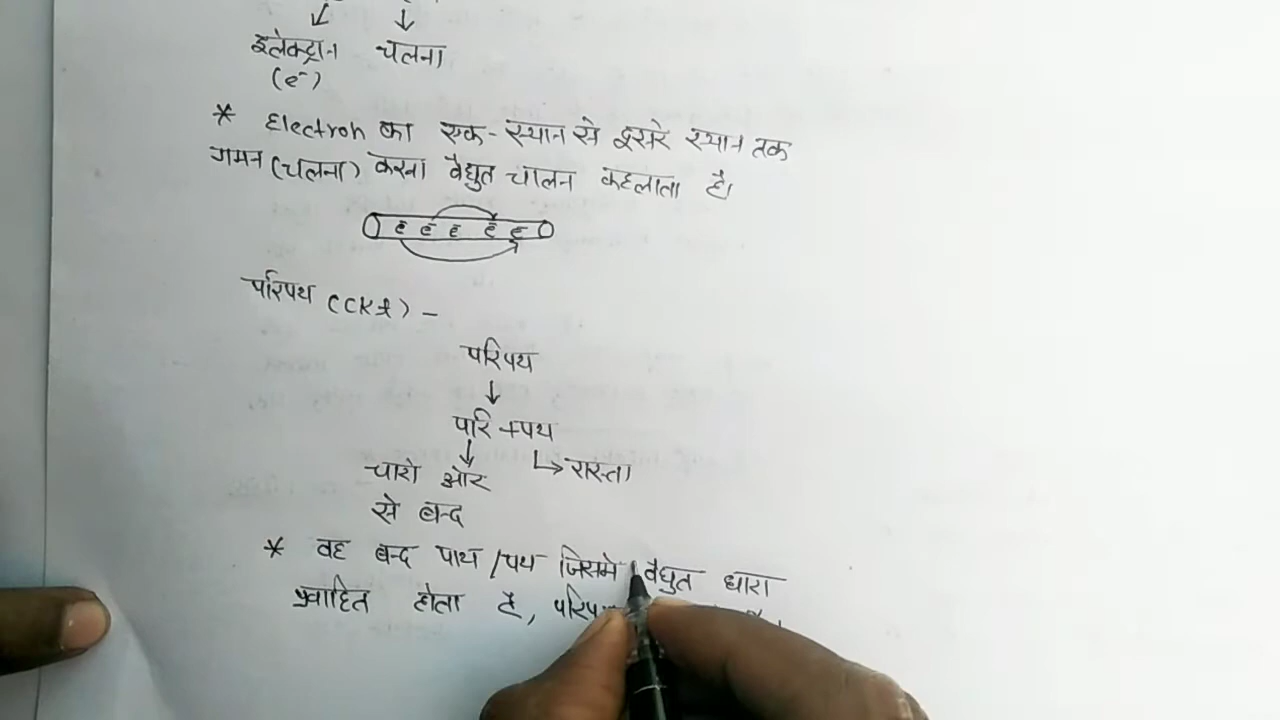 इलेक्ट्रान चलना
(e⁻)
* Electron का एक-स्थान से दूसरे स्थान तक
गमन (चलना) करना वैद्युत चालन कहलाता है।
ē ē ē ē ē
परिपथ (CKt) -
परिपथ
परि + पथ
चारो ओर रास्ता
से बन्द
* वह बन्द पाथ / पथ जिसमे वैद्युत धारा
प्रवाहित होता है,